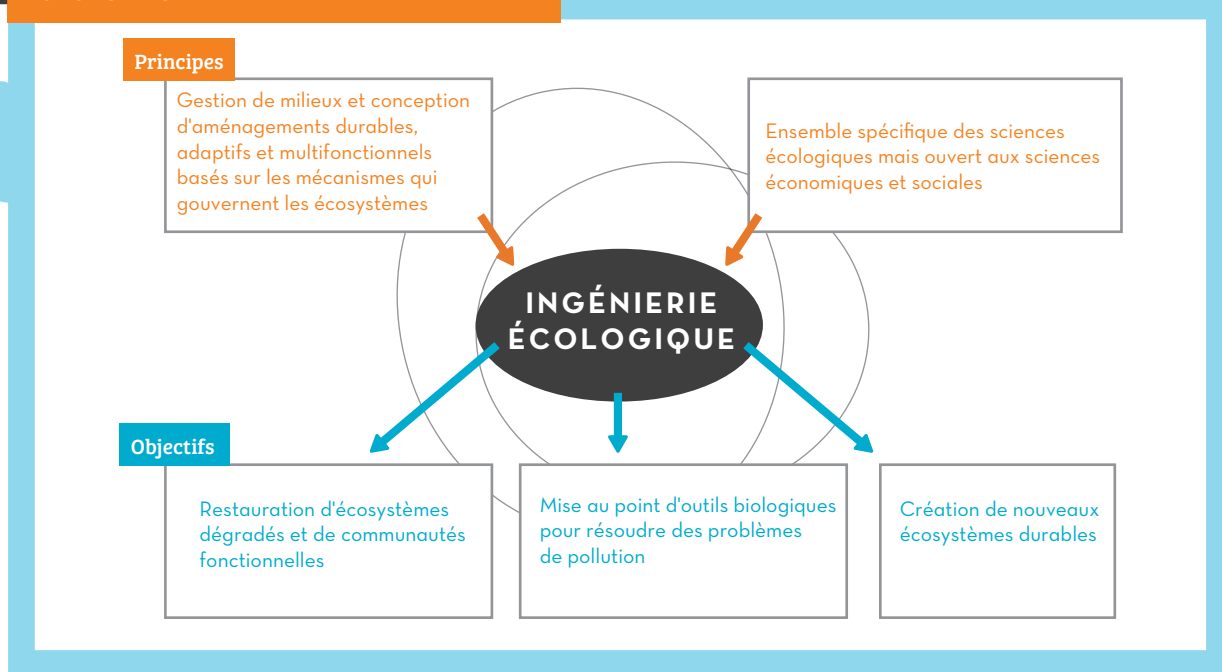 Principes
Gestion de milieux et conception
d'aménagements durables,
adaptifs et multifonctionnels
basés sur les mécanismes qui
gouvernent les écosystèmes
Ensemble spécifique des sciences
écologiques mais ouvert aux sciences
économiques et sociales
INGÉNIERIE
ÉCOLOGIQUE
Objectifs
Restauration d'écosystèmes
dégradés et de communautés
fonctionnelles
Mise au point d'outils biologiques
pour résoudre des problèmes
de pollution
Création de nouveaux
écosystèmes durables